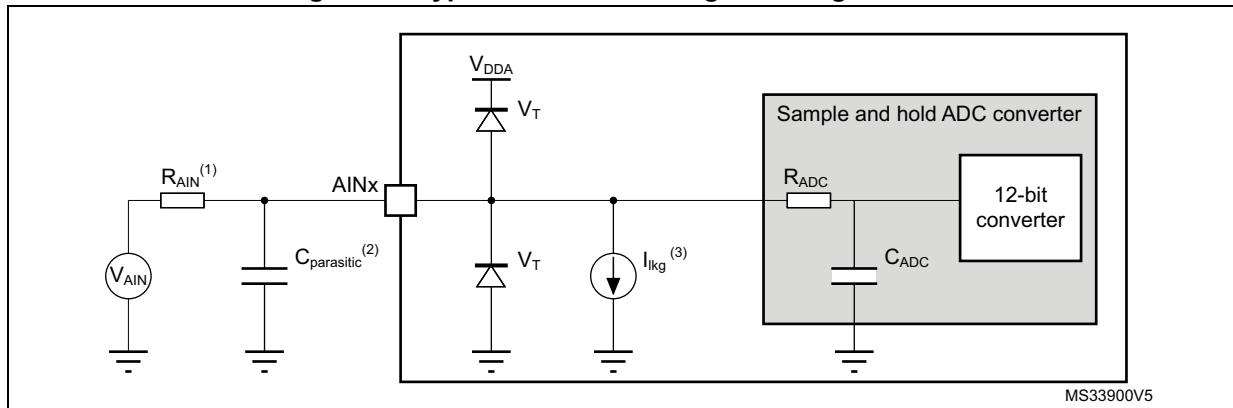 V_DDA
V_T
Sample and hold ADC converter
R_AIN^(1)
AINx
R_ADC
12-bit
converter
V_AIN
C_parasitic^(2)
V_T
I_lkg^(3)
C_ADC
MS33900V5